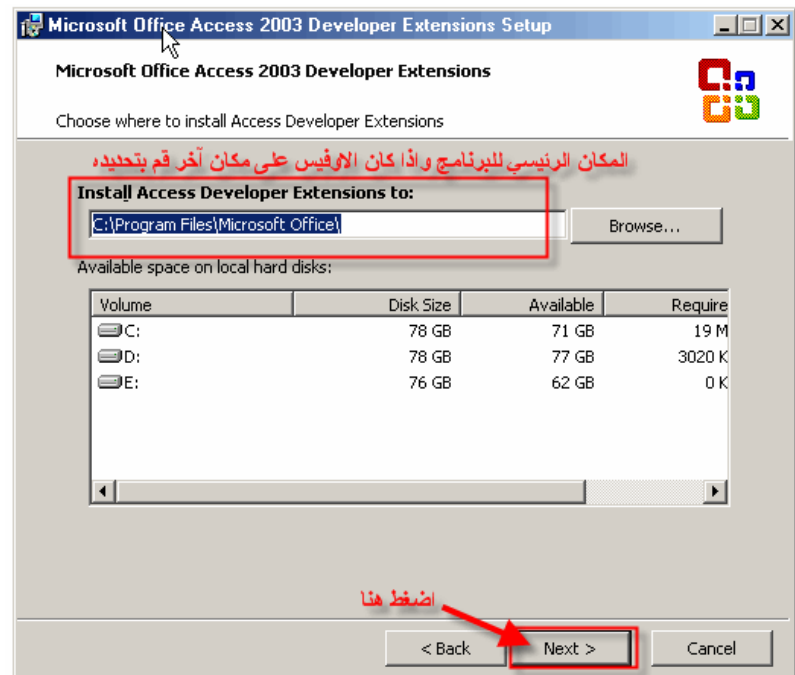 Microsoft Office Access 2003 Developer Extensions Setup
Microsoft Office Access 2003 Developer Extensions
Choose where to install Access Developer Extensions
المكان الرئيسي للبرنامج واذا كان الاوفيس على مكان آخر قم بتحديده
Install Access Developer Extensions to:
C:\Program Files\Microsoft Office\
Browse...
Available space on local hard disks:
Volume Disk Size Available Require
C: 78 GB 71 GB 19 M
D: 78 GB 77 GB 3020 K
E: 76 GB 62 GB 0 K
اضغط هنا
< Back Next > Cancel